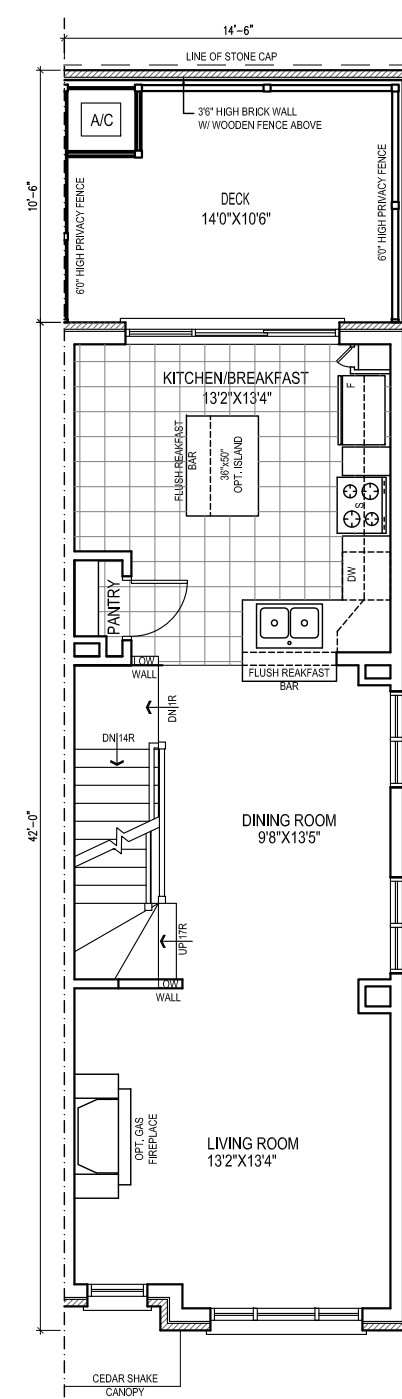 14'-6"
LINE OF STONE CAP
A/C
3'6" HIGH BRICK WALL
W/ WOODEN FENCE ABOVE
10'-6"
6'0" HIGH PRIVACY FENCE
DECK
14'0"X10'6"
6'0" HIGH PRIVACY FENCE
KITCHEN/BREAKFAST
13'2"X13'4"
F
FLUSH REAKFAST
BAR
36"x50"
OPT. ISLAND
S
DW
PANTRY
LOW
WALL
FLUSH REAKFAST
BAR
DN 1R
DN 14R
42'-0"
DINING ROOM
9'8"X13'5"
UP 17R
LOW
WALL
OPT. GAS
FIREPLACE
LIVING ROOM
13'2"X13'4"
CEDAR SHAKE
CANOPY